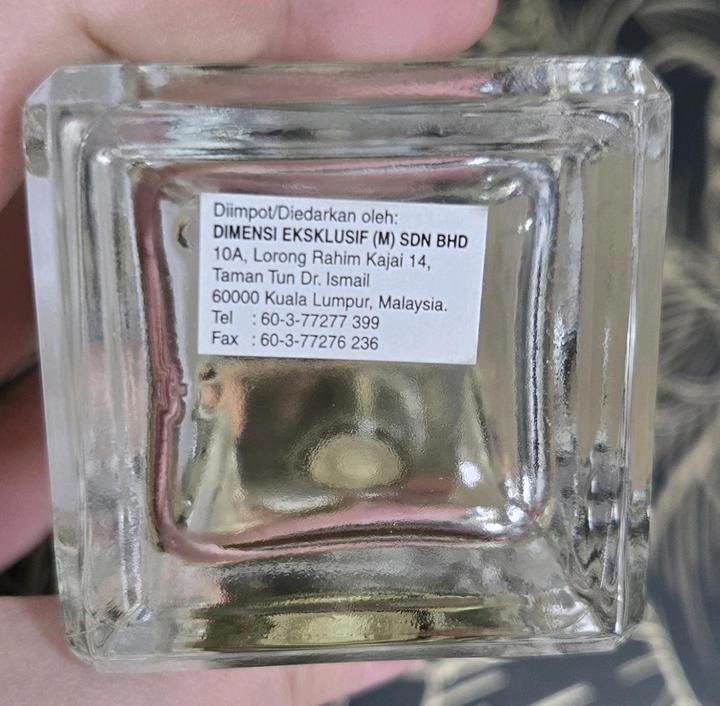 Diimpot/Diedarkan oleh:
DIMENSI EKSKLUSIF (M) SDN BHD
10A, Lorong Rahim Kajai 14,
Taman Tun Dr. Ismail
60000 Kuala Lumpur, Malaysia.
Tel : 60-3-77277 399
Fax : 60-3-77276 236